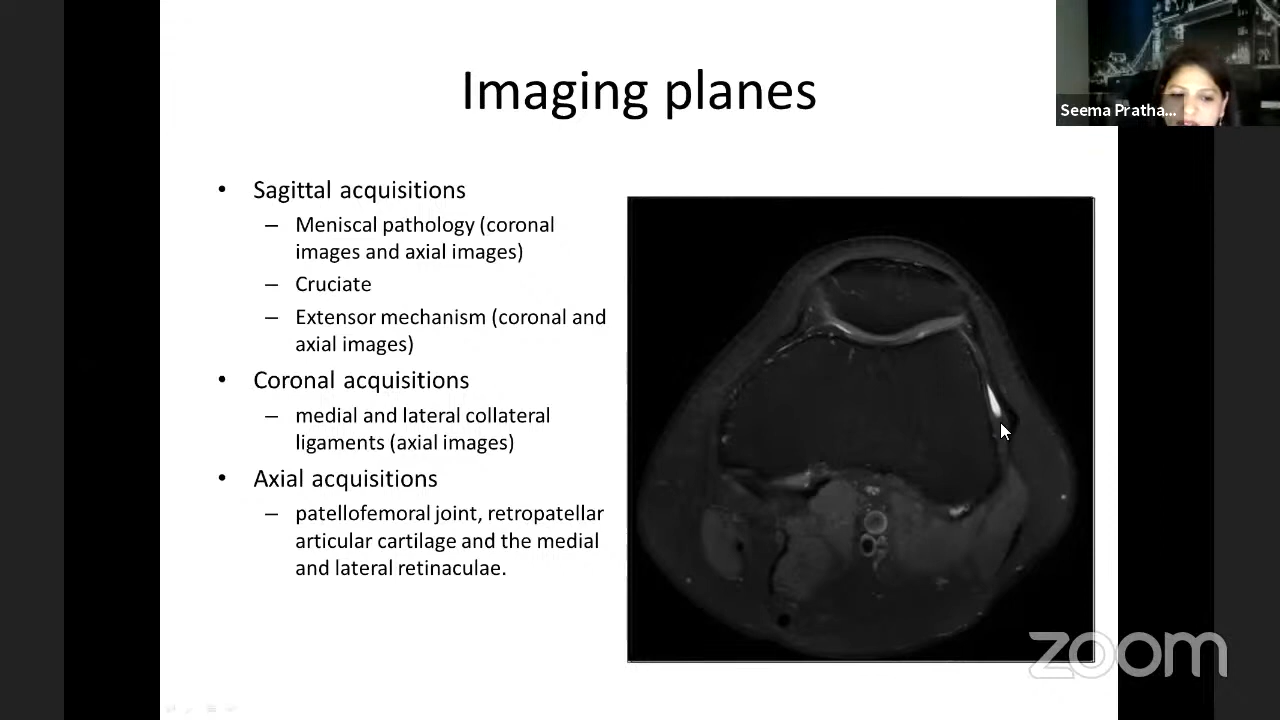 Imaging planes
Seema Pratha...
• Sagittal acquisitions
– Meniscal pathology (coronal
images and axial images)
– Cruciate
– Extensor mechanism (coronal and
axial images)
• Coronal acquisitions
– medial and lateral collateral
ligaments (axial images)
• Axial acquisitions
– patellofemoral joint, retropatellar
articular cartilage and the medial
and lateral retinaculae.
zoom